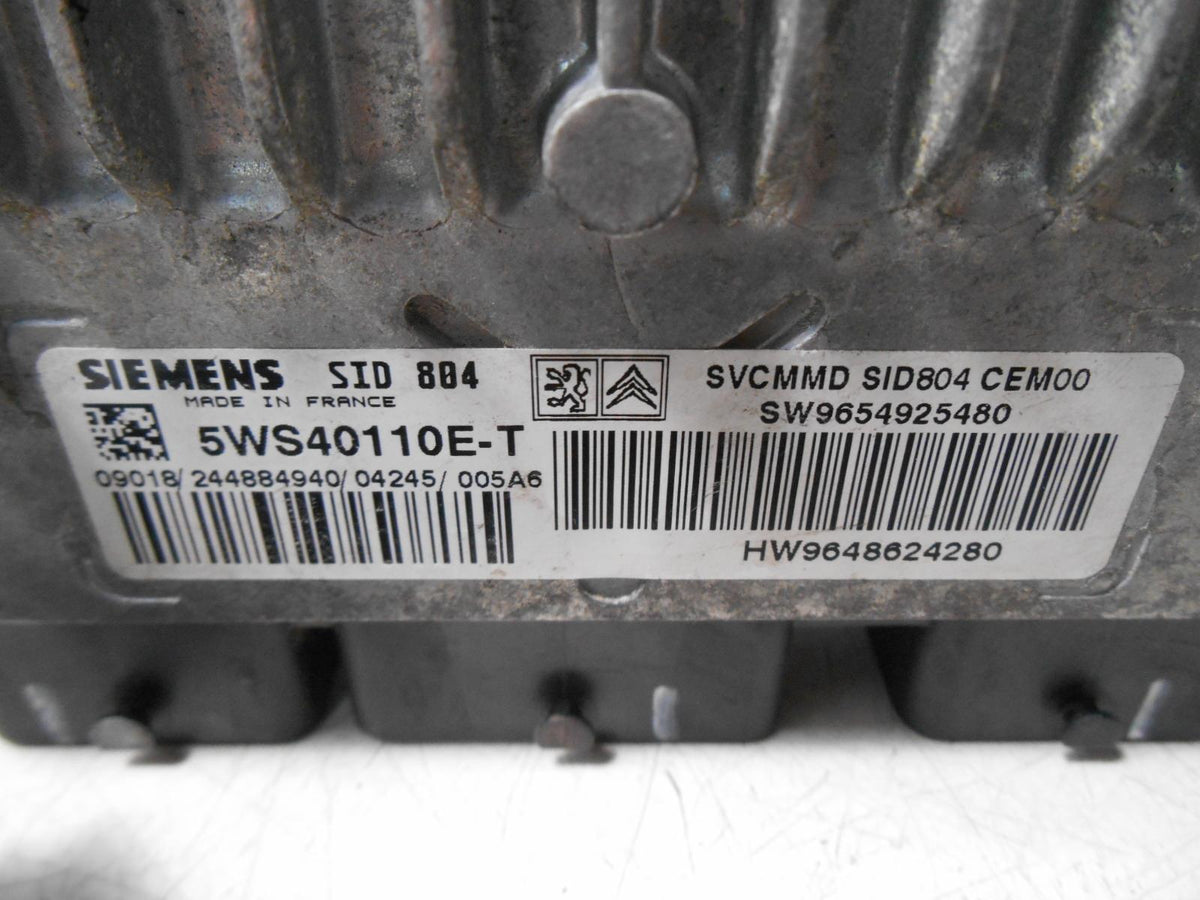 SIEMENS SID 804
MADE IN FRANCE
5WS40110E-T
09018/244884940/04245/005A6
SVCMMD SID804 CEM00
SW9654925480
HW9648624280